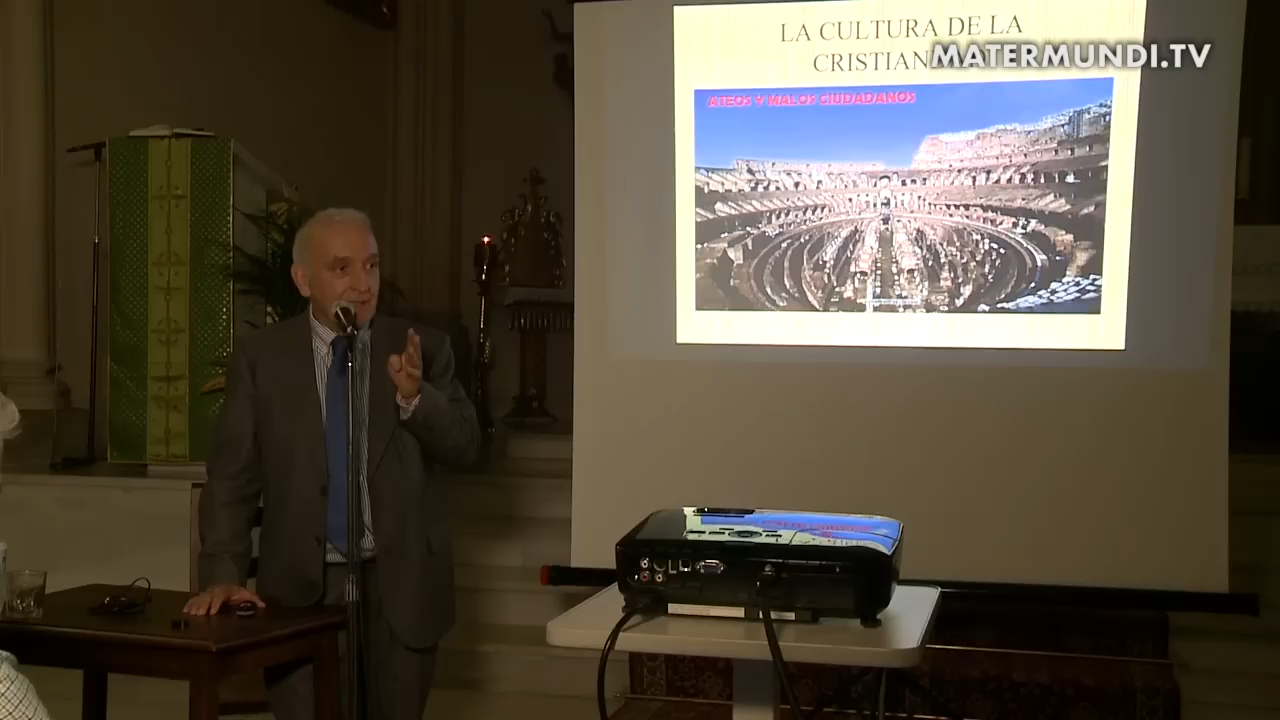 LA CULTURA DE LA
CRISTIAN
MATERMUNDI.TV
ATEOS Y MALOS CIUDADANOS